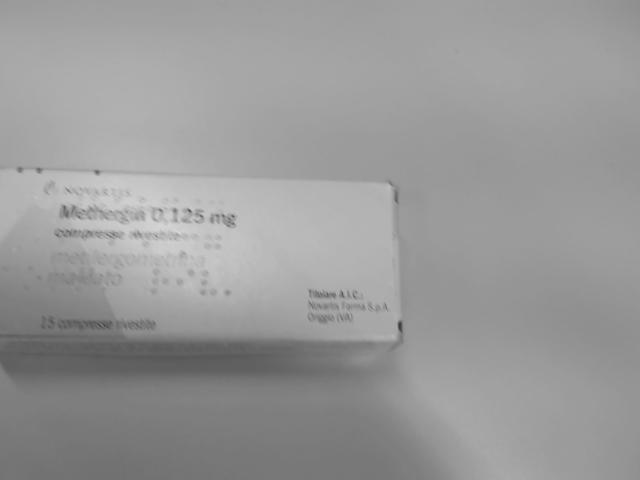 NOVARTIS
Methergin 0,125 mg
compresse rivestite
metilergometrina
maleato
15 compresse rivestite
Titolare A.I.C.:
Novartis Farma S.p.A.
Origgio (VA)